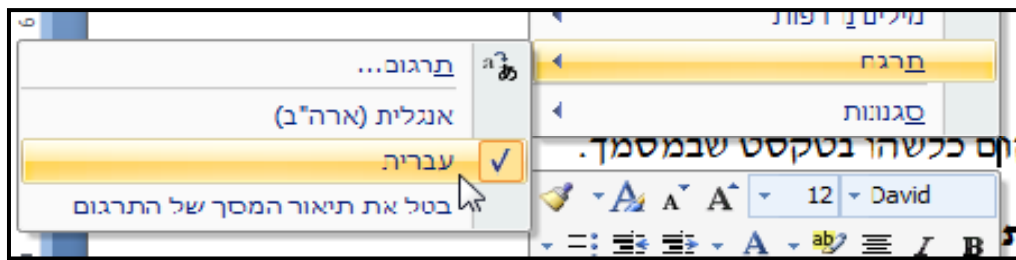 מילים נרדפות
תרגם
סגנונות
תרגום...
אנגלית (ארה"ב)
עברית
בטל את תיאור המסך של התרגום
כלשהו בטקסט שבמסמך.
12 David